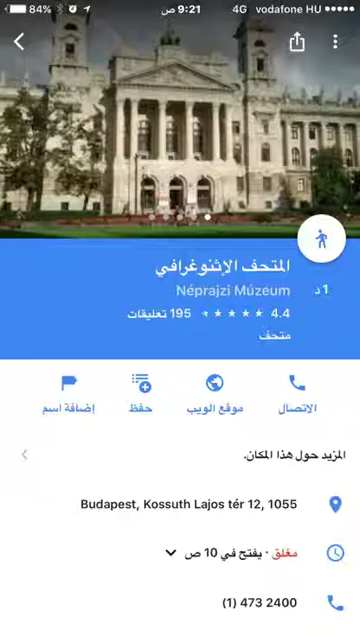 84% 9:21 ص 4G vodafone HU
المتحف الإثنوغرافي
Néprajzi Múzeum
1 د
4.4 ★★★★★ 195 تعليقات
متحف
الاتصال موقع الويب حفظ إضافة اسم
المزيد حول هذا المكان.
Budapest, Kossuth Lajos tér 12, 1055
مغلق - يفتح في 10 ص
(1) 473 2400